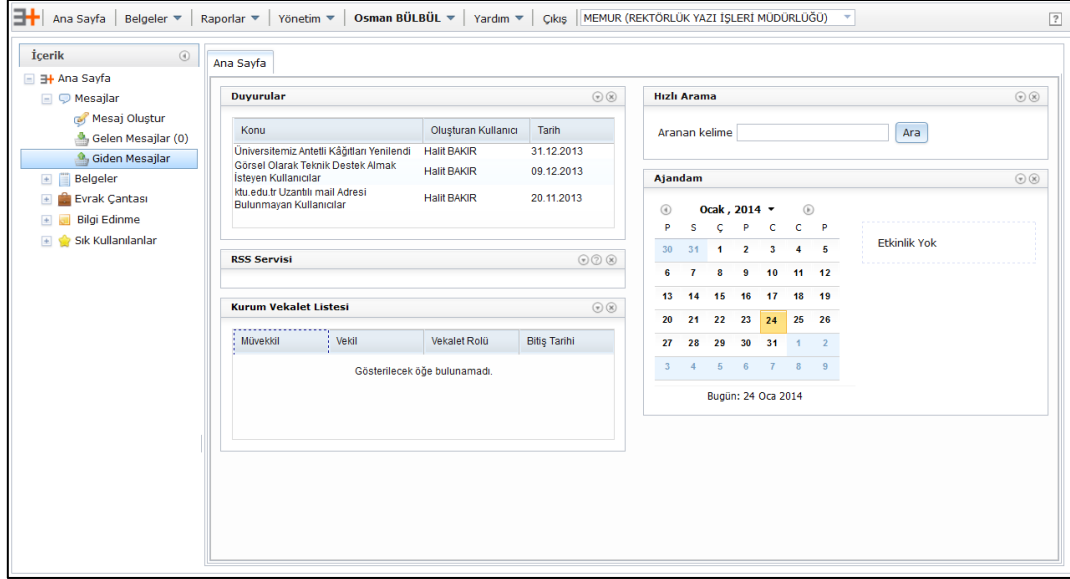 Ana Sayfa Belgeler Raporlar Yönetim Osman BÜLBÜL Yardım Çıkış MEMUR (REKTÖRLÜK YAZI İŞLERİ MÜDÜRLÜĞÜ) ?
İçerik
Ana Sayfa
Mesajlar
Mesaj Oluştur
Gelen Mesajlar (0)
Giden Mesajlar
Belgeler
Evrak Çantası
Bilgi Edinme
Sık Kullanılanlar
Ana Sayfa
Duyurular
Konu Oluşturan Kullanıcı Tarih
Üniversitemiz Antetli Kâğıtları Yenilendi Halit BAKIR 31.12.2013
Görsel Olarak Teknik Destek Almak
İsteyen Kullanıcılar Halit BAKIR 09.12.2013
ktu.edu.tr Uzantılı mail Adresi
Bulunmayan Kullanıcılar Halit BAKIR 20.11.2013
RSS Servisi
Kurum Vekalet Listesi
Müvekkil Vekil Vekalet Rolü Bitiş Tarihi
Gösterilecek öğe bulunamadı.
Hızlı Arama
Aranan kelime Ara
Ajandam
Ocak , 2014
P S Ç P C C P
30 31 1 2 3 4 5
6 7 8 9 10 11 12
13 14 15 16 17 18 19
20 21 22 23 24 25 26
27 28 29 30 31 1 2
3 4 5 6 7 8 9
Bugün: 24 Oca 2014
Etkinlik Yok